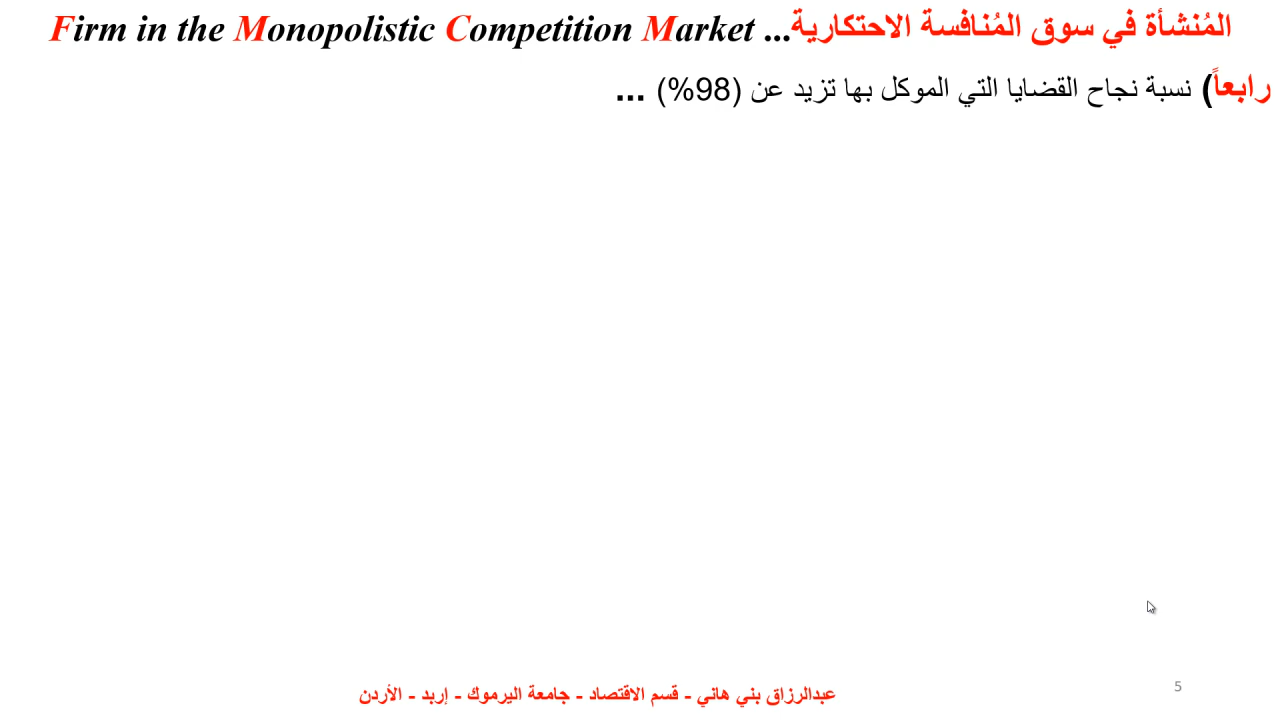 المُنشأة في سوق المُنافسة الاحتكارية... Firm in the Monopolistic Competition Market
رابعاً) نسبة نجاح القضايا التي الموكل بها تزيد عن (98%) ...
عبدالرزاق بني هاني - قسم الاقتصاد - جامعة اليرموك - إربد - الأردن
5